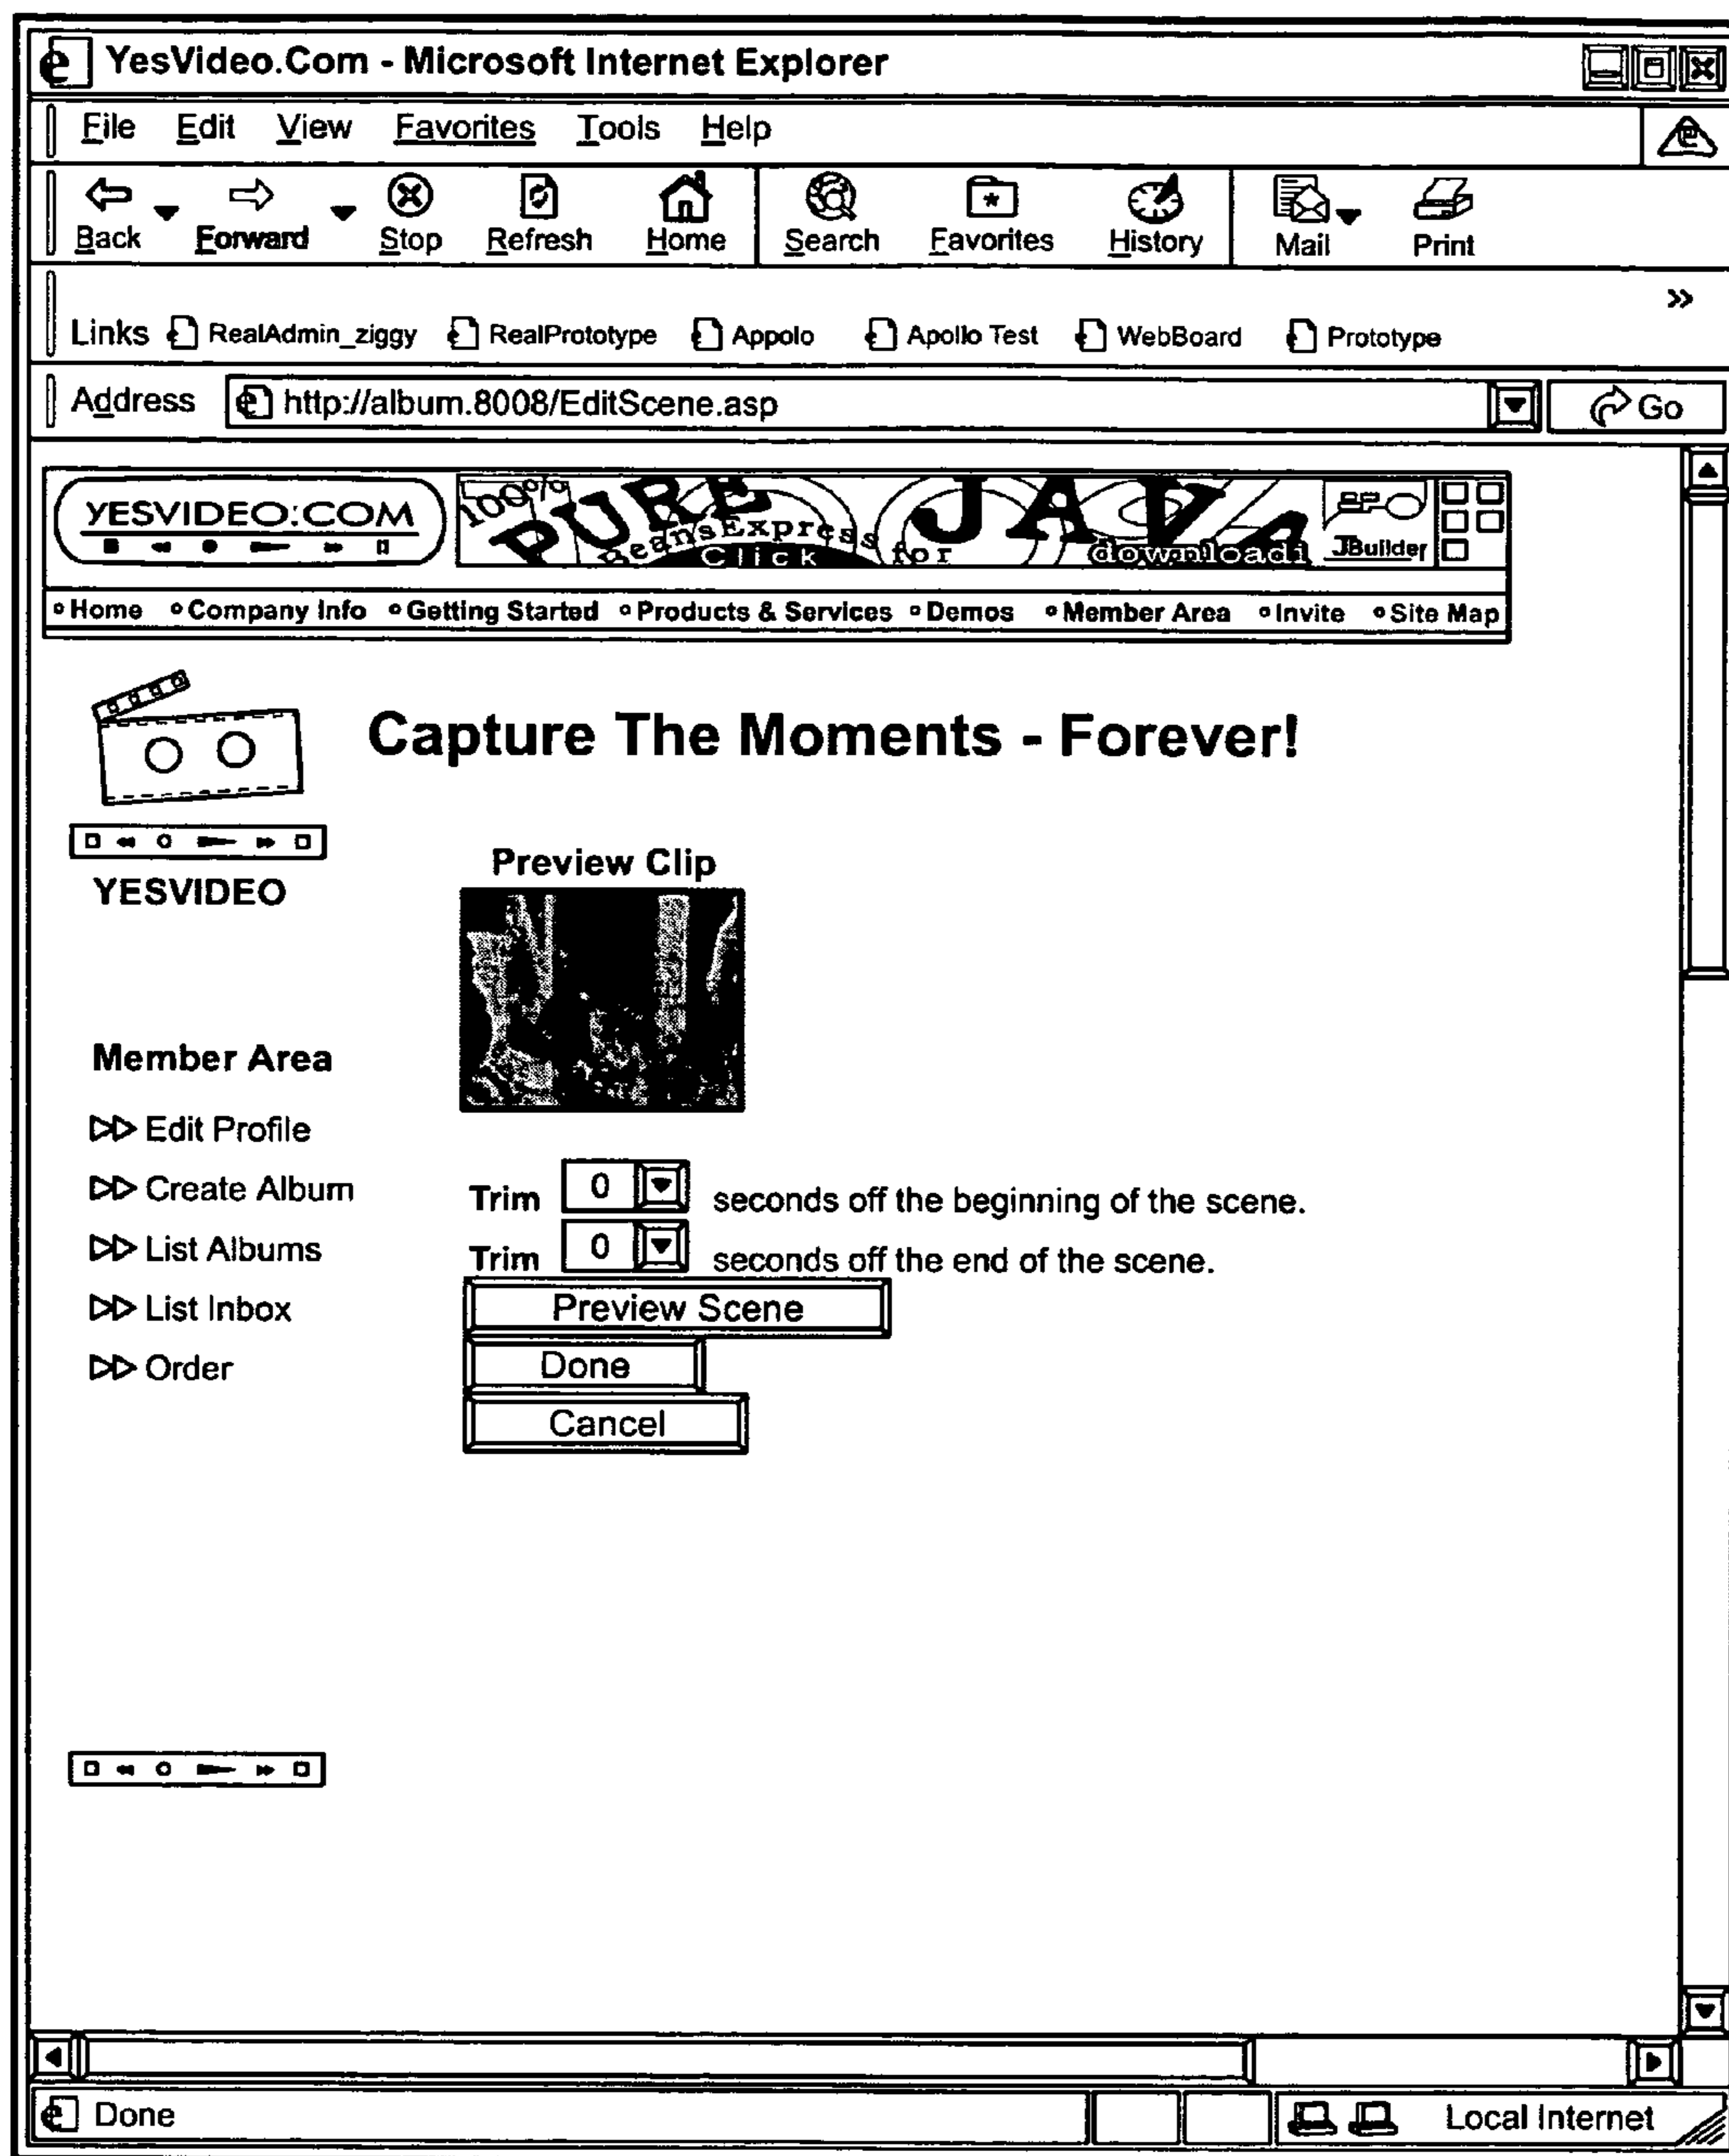 YesVideo.Com - Microsoft Internet Explorer
File Edit View Favorites Tools Help
Back Forward Stop Refresh Home Search Favorites History Mail Print
»
Links RealAdmin_ziggy RealPrototype Appolo Apollo Test WebBoard Prototype
Address http://album.8008/EditScene.asp Go
YESVIDEO:COM
100% PURE JAVA
BeansExpress for
Click downloadi JBuilder
Home Company Info Getting Started Products & Services Demos Member Area Invite Site Map
Capture The Moments - Forever!
YESVIDEO
Preview Clip
Member Area
Edit Profile
Create Album
List Albums
List Inbox
Order
Trim 0 seconds off the beginning of the scene.
Trim 0 seconds off the end of the scene.
Preview Scene
Done
Cancel
Done Local Internet